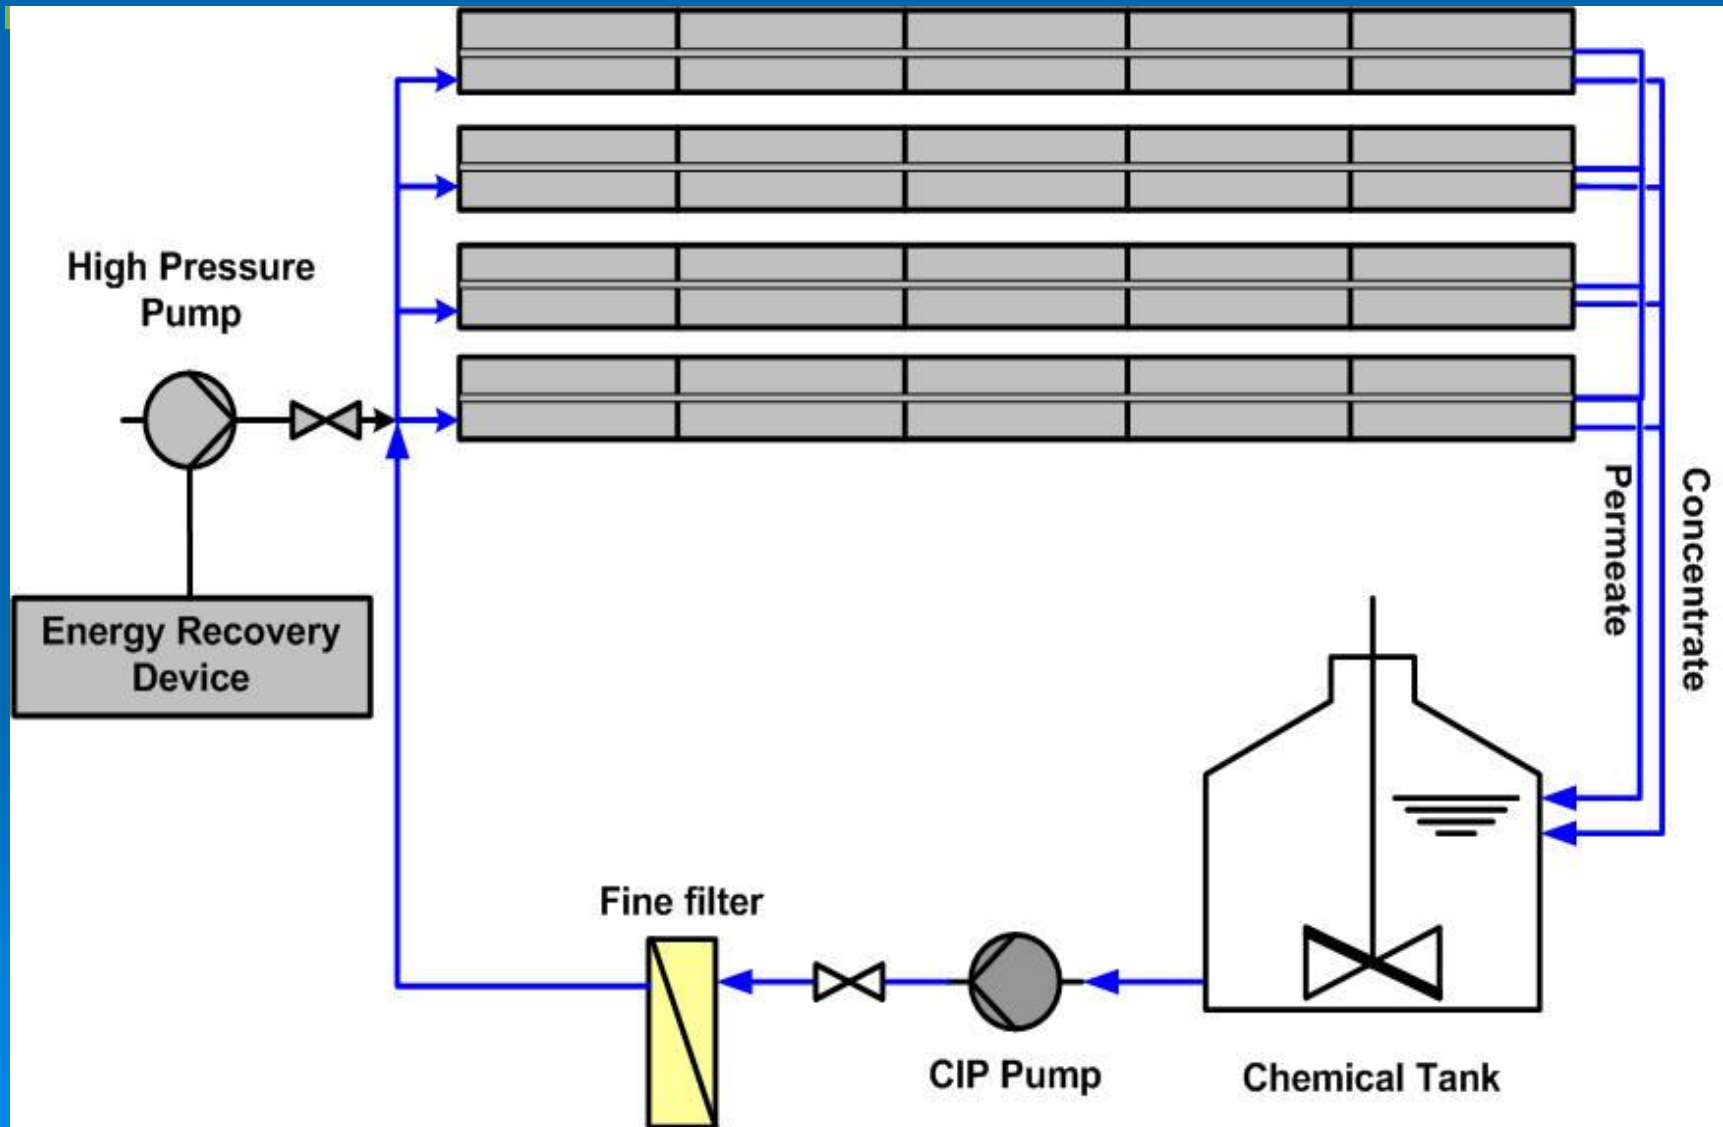 High Pressure
Pump
Energy Recovery
Device
Permeate
Concentrate
Fine filter
CIP Pump
Chemical Tank